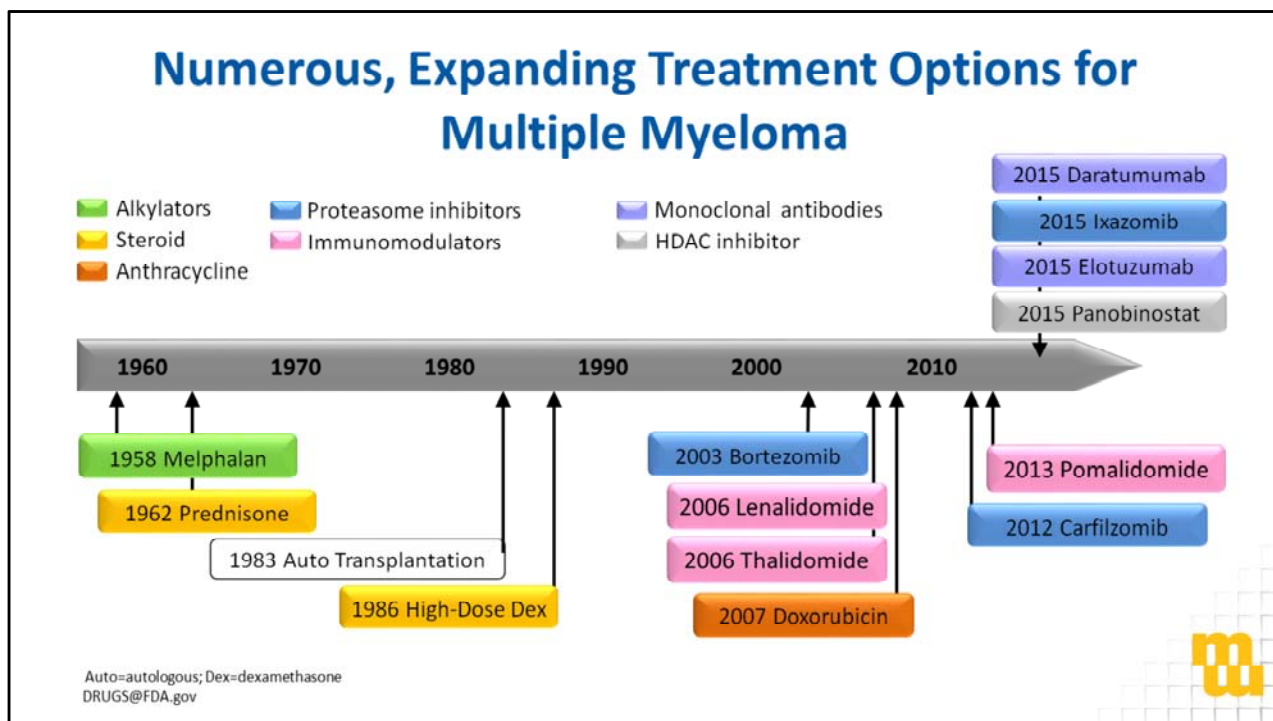 Numerous, Expanding Treatment Options for
Multiple Myeloma
Alkylators
Steroid
Anthracycline
Proteasome inhibitors
Immunomodulators
Monoclonal antibodies
HDAC inhibitor
2015 Daratumumab
2015 Ixazomib
2015 Elotuzumab
2015 Panobinostat
1960 1970 1980 1990 2000 2010
1958 Melphalan
1962 Prednisone
1983 Auto Transplantation
1986 High-Dose Dex
2003 Bortezomib
2006 Lenalidomide
2006 Thalidomide
2007 Doxorubicin
2013 Pomalidomide
2012 Carfilzomib
Auto=autologous; Dex=dexamethasone
DRUGS@FDA.gov